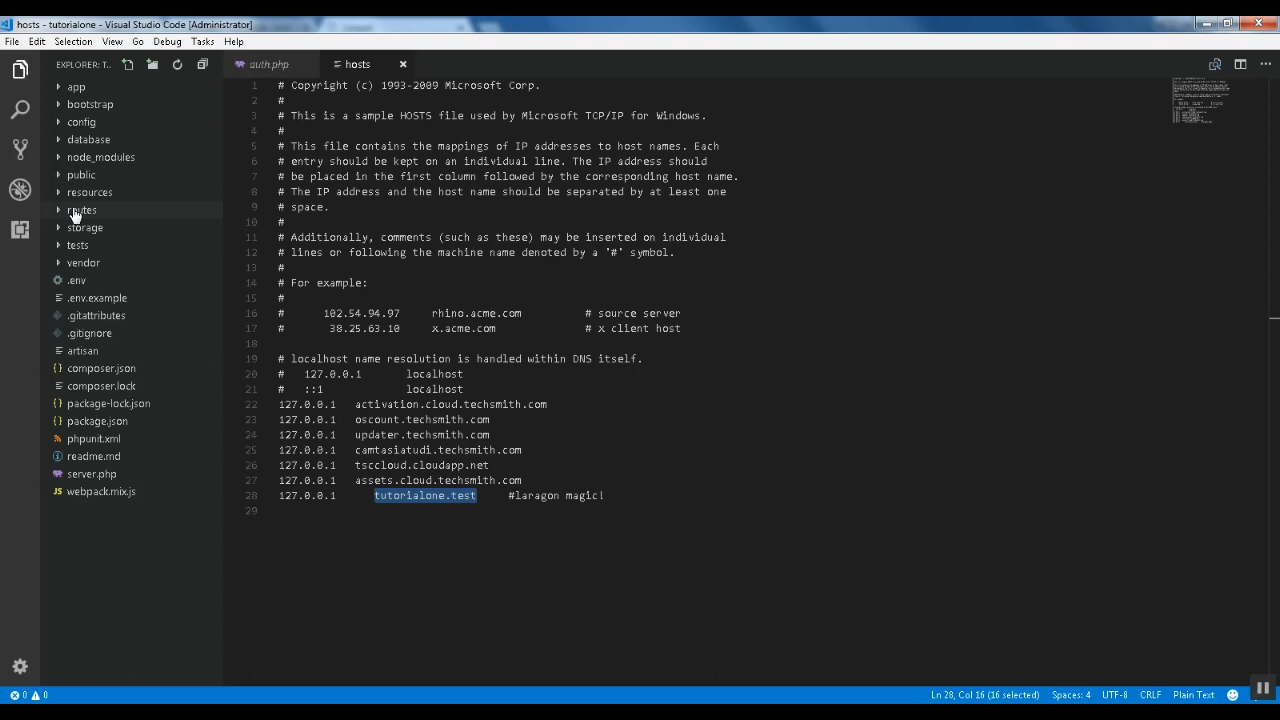 hosts - tutorialone - Visual Studio Code [Administrator]
File Edit Selection View Go Debug Tasks Help
EXPLORER: T...
auth.php
hosts
app
bootstrap
config
database
node_modules
public
resources
routes
storage
tests
vendor
.env
.env.example
.gitattributes
.gitignore
artisan
composer.json
composer.lock
package-lock.json
package.json
phpunit.xml
readme.md
server.php
webpack.mix.js
1 # Copyright (c) 1993-2009 Microsoft Corp.
2 #
3 # This is a sample HOSTS file used by Microsoft TCP/IP for Windows.
4 #
5 # This file contains the mappings of IP addresses to host names. Each
6 # entry should be kept on an individual line. The IP address should
7 # be placed in the first column followed by the corresponding host name.
8 # The IP address and the host name should be separated by at least one
9 # space.
10 #
11 # Additionally, comments (such as these) may be inserted on individual
12 # lines or following the machine name denoted by a '#' symbol.
13 #
14 # For example:
15 #
16 # 102.54.94.97 rhino.acme.com # source server
17 # 38.25.63.10 x.acme.com # x client host
18
19 # localhost name resolution is handled within DNS itself.
20 # 127.0.0.1 localhost
21 # ::1 localhost
22 127.0.0.1 activation.cloud.techsmith.com
23 127.0.0.1 oscount.techsmith.com
24 127.0.0.1 updater.techsmith.com
25 127.0.0.1 camtasiatudi.techsmith.com
26 127.0.0.1 tsccloud.cloudapp.net
27 127.0.0.1 assets.cloud.techsmith.com
28 127.0.0.1 tutorialone.test #laragon magic!
29
0 0
Ln 28, Col 16 (16 selected) Spaces: 4 UTF-8 CRLF Plain Text